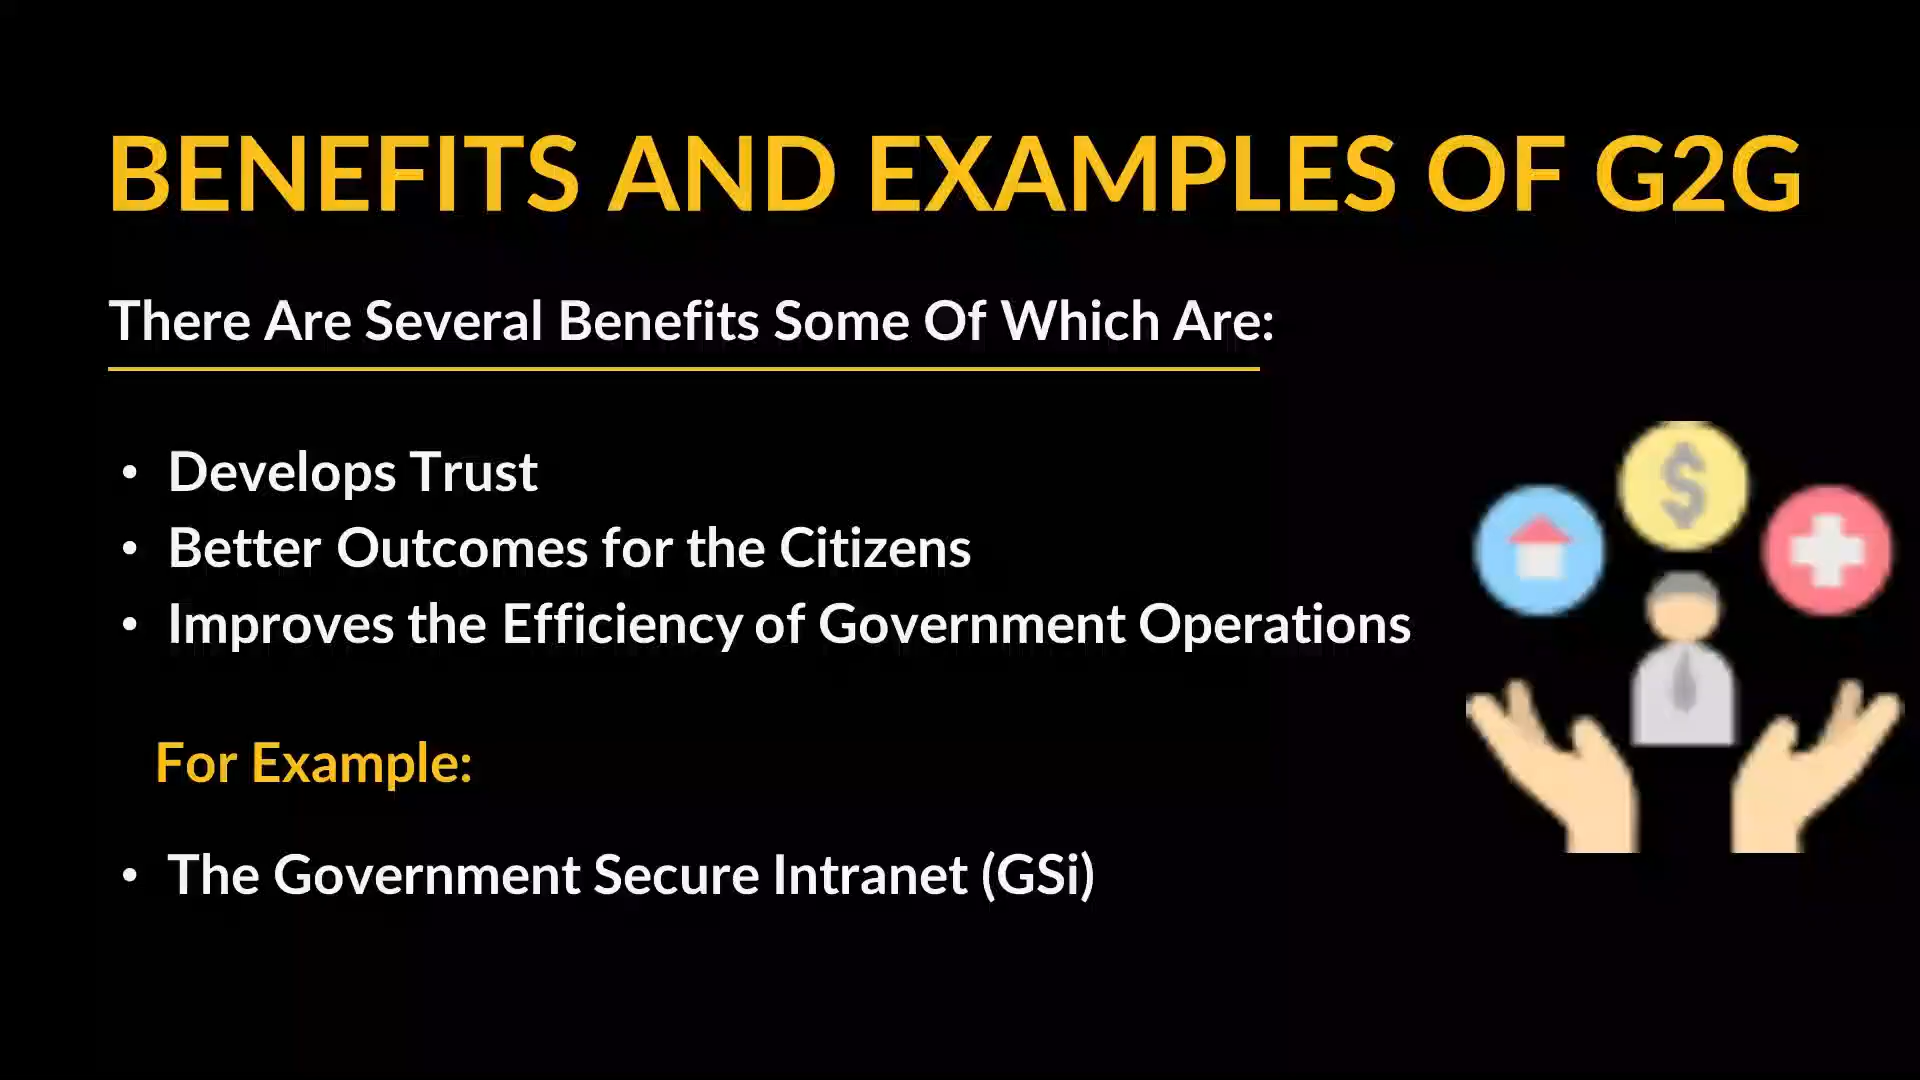 BENEFITS AND EXAMPLES OF G2G
There Are Several Benefits Some Of Which Are:
• Develops Trust
• Better Outcomes for the Citizens
• Improves the Efficiency of Government Operations
For Example:
• The Government Secure Intranet (GSi)
$